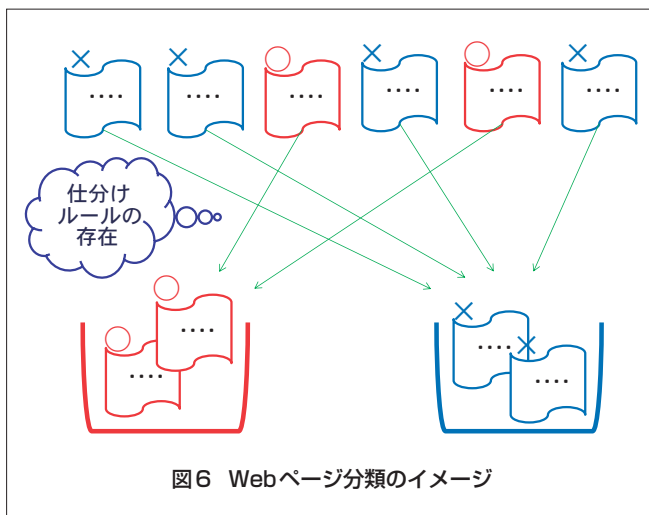 × × ○ × ○ ×
‥‥ ‥‥ ‥‥ ‥‥ ‥‥ ‥‥
仕分け
ルールの
存在
○ ×
○ ‥‥ ‥‥ ×
‥‥ ‥‥
図6 Webページ分類のイメージ